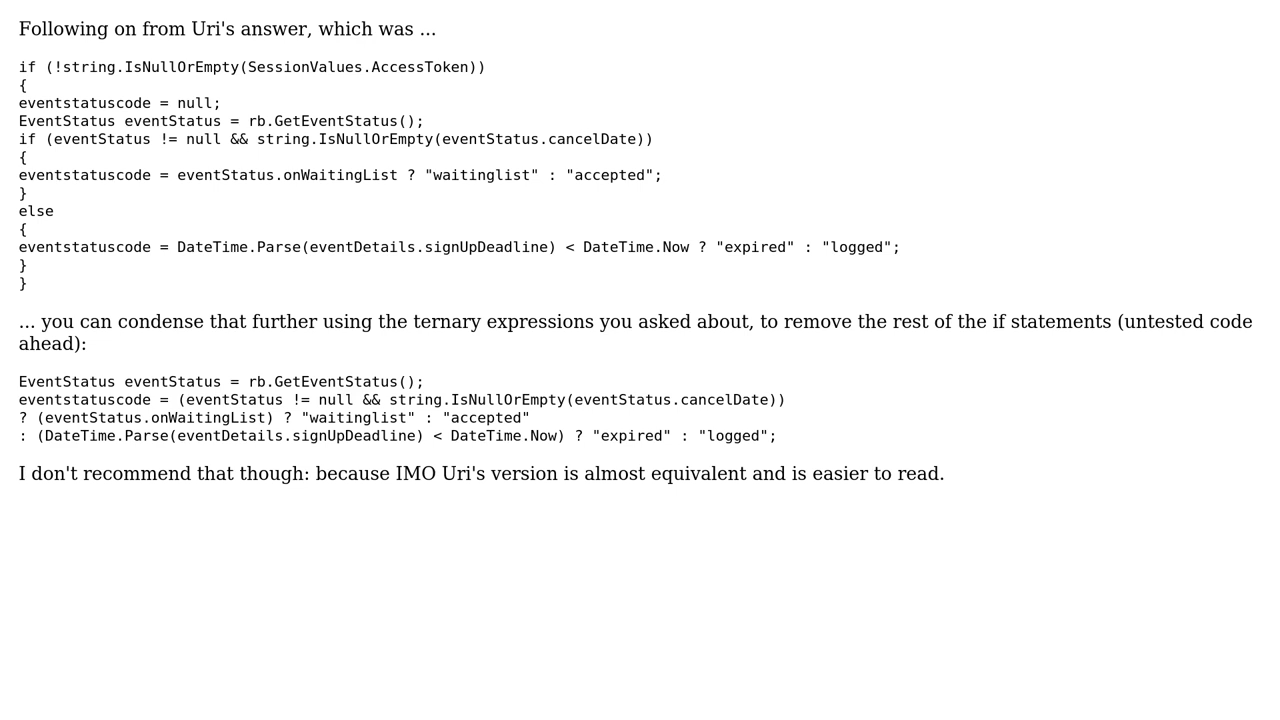 Following on from Uri's answer, which was ...
if (!string.IsNullOrEmpty(SessionValues.AccessToken))
{
eventstatuscode = null;
EventStatus eventStatus = rb.GetEventStatus();
if (eventStatus != null && string.IsNullOrEmpty(eventStatus.cancelDate))
{
eventstatuscode = eventStatus.onWaitingList ? "waitinglist" : "accepted";
}
else
{
eventstatuscode = DateTime.Parse(eventDetails.signUpDeadline) < DateTime.Now ? "expired" : "logged";
}
}
... you can condense that further using the ternary expressions you asked about, to remove the rest of the if statements (untested code
ahead):
EventStatus eventStatus = rb.GetEventStatus();
eventstatuscode = (eventStatus != null && string.IsNullOrEmpty(eventStatus.cancelDate))
? (eventStatus.onWaitingList) ? "waitinglist" : "accepted"
: (DateTime.Parse(eventDetails.signUpDeadline) < DateTime.Now) ? "expired" : "logged";
I don't recommend that though: because IMO Uri's version is almost equivalent and is easier to read.